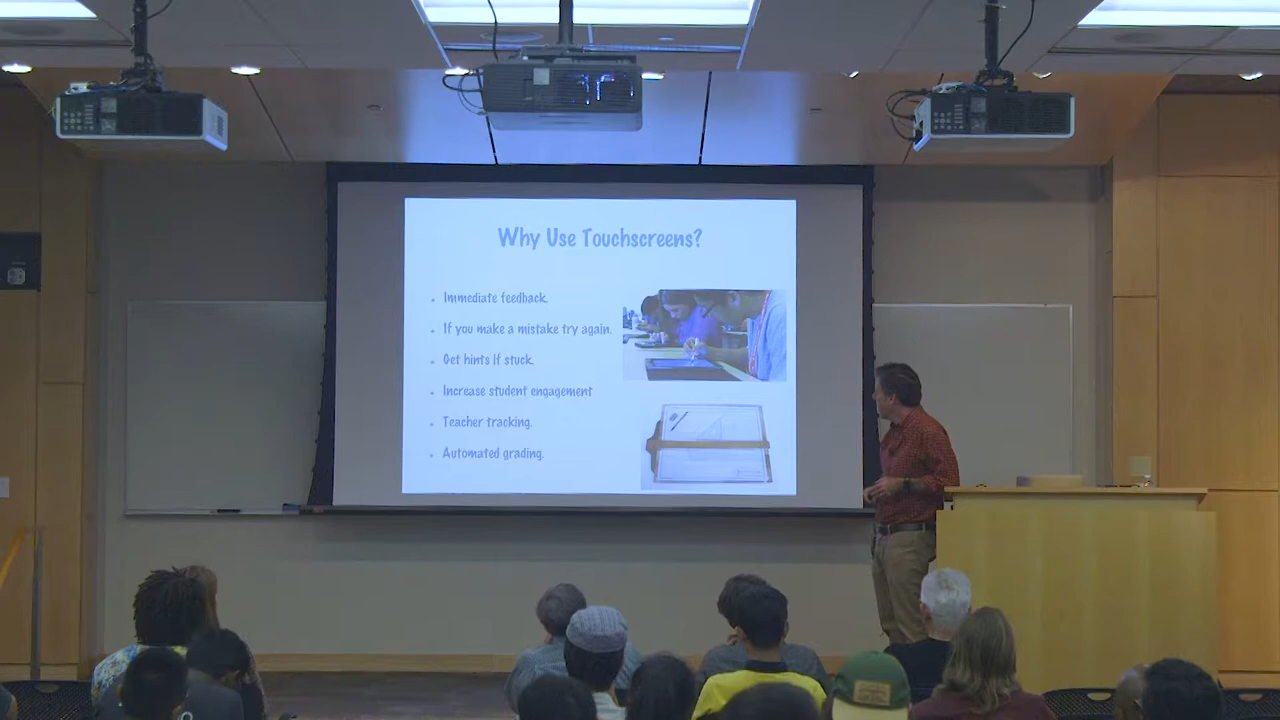 Why Use Touchscreens?
• Immediate feedback.
• If you make a mistake try again.
• Get hints if stuck.
• Increase student engagement
• Teacher tracking.
• Automated grading.